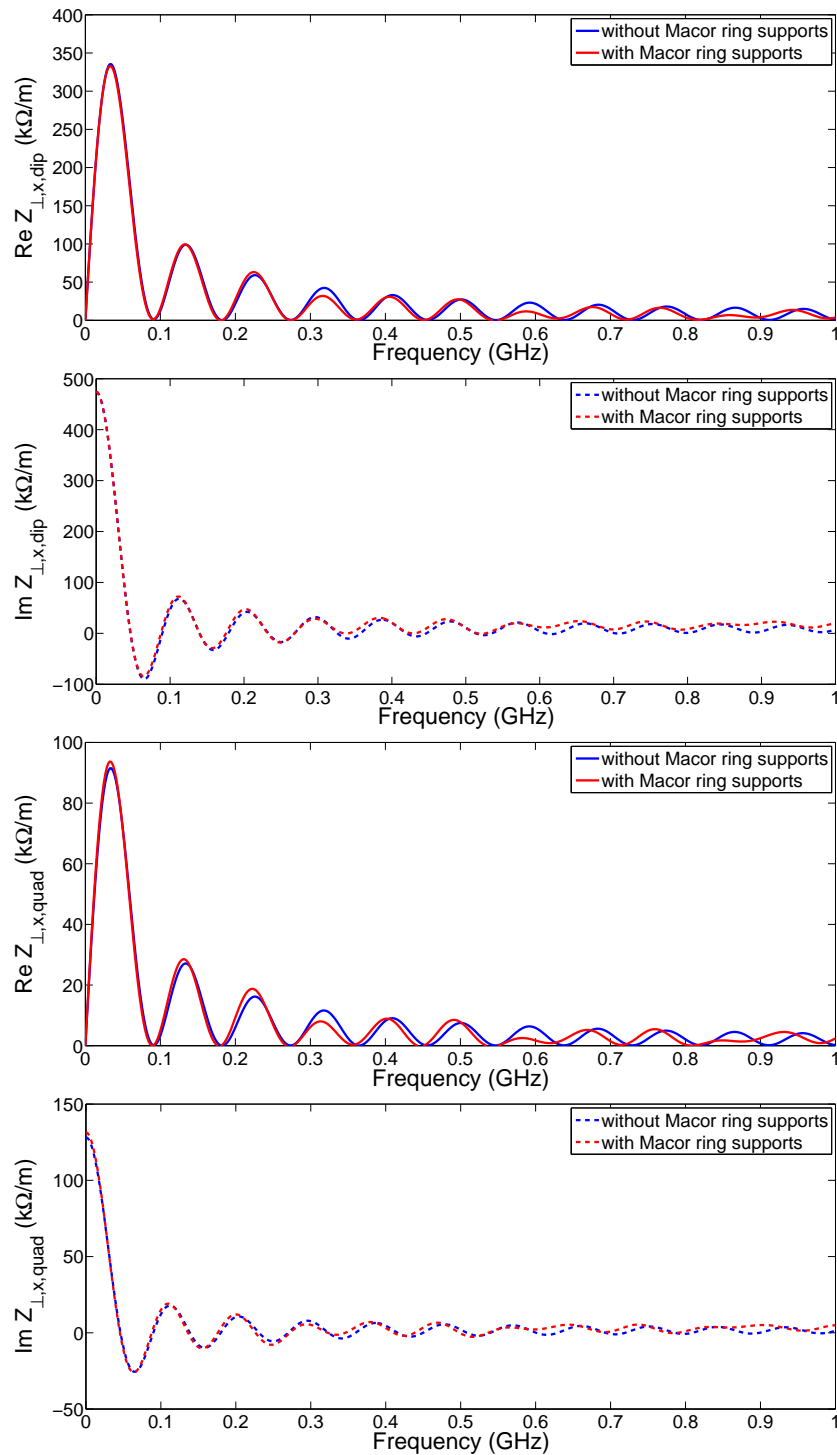 400
350
300
250
200
150
100
50
0
Re Z⊥,x,dip (kΩ/m)
without Macor ring supports
with Macor ring supports
0 0.1 0.2 0.3 0.4 0.5 0.6 0.7 0.8 0.9 1
Frequency (GHz)
500
400
300
200
100
0
−100
Im Z⊥,x,dip (kΩ/m)
without Macor ring supports
with Macor ring supports
0 0.1 0.2 0.3 0.4 0.5 0.6 0.7 0.8 0.9 1
Frequency (GHz)
100
80
60
40
20
0
Re Z⊥,x,quad (kΩ/m)
without Macor ring supports
with Macor ring supports
0 0.1 0.2 0.3 0.4 0.5 0.6 0.7 0.8 0.9 1
Frequency (GHz)
150
100
50
0
−50
Im Z⊥,x,quad (kΩ/m)
without Macor ring supports
with Macor ring supports
0 0.1 0.2 0.3 0.4 0.5 0.6 0.7 0.8 0.9 1
Frequency (GHz)